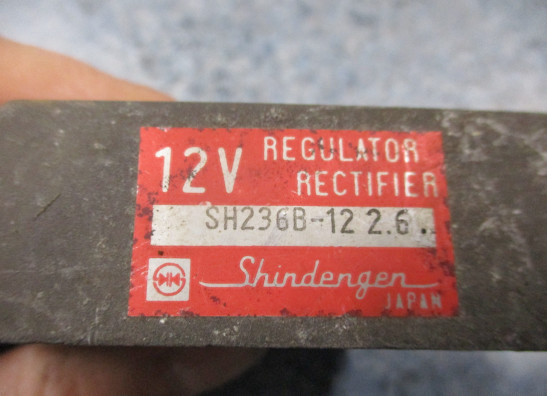 12V REGULATOR
RECTIFIER
SH236B-12 2.6.
Shindengen
JAPAN